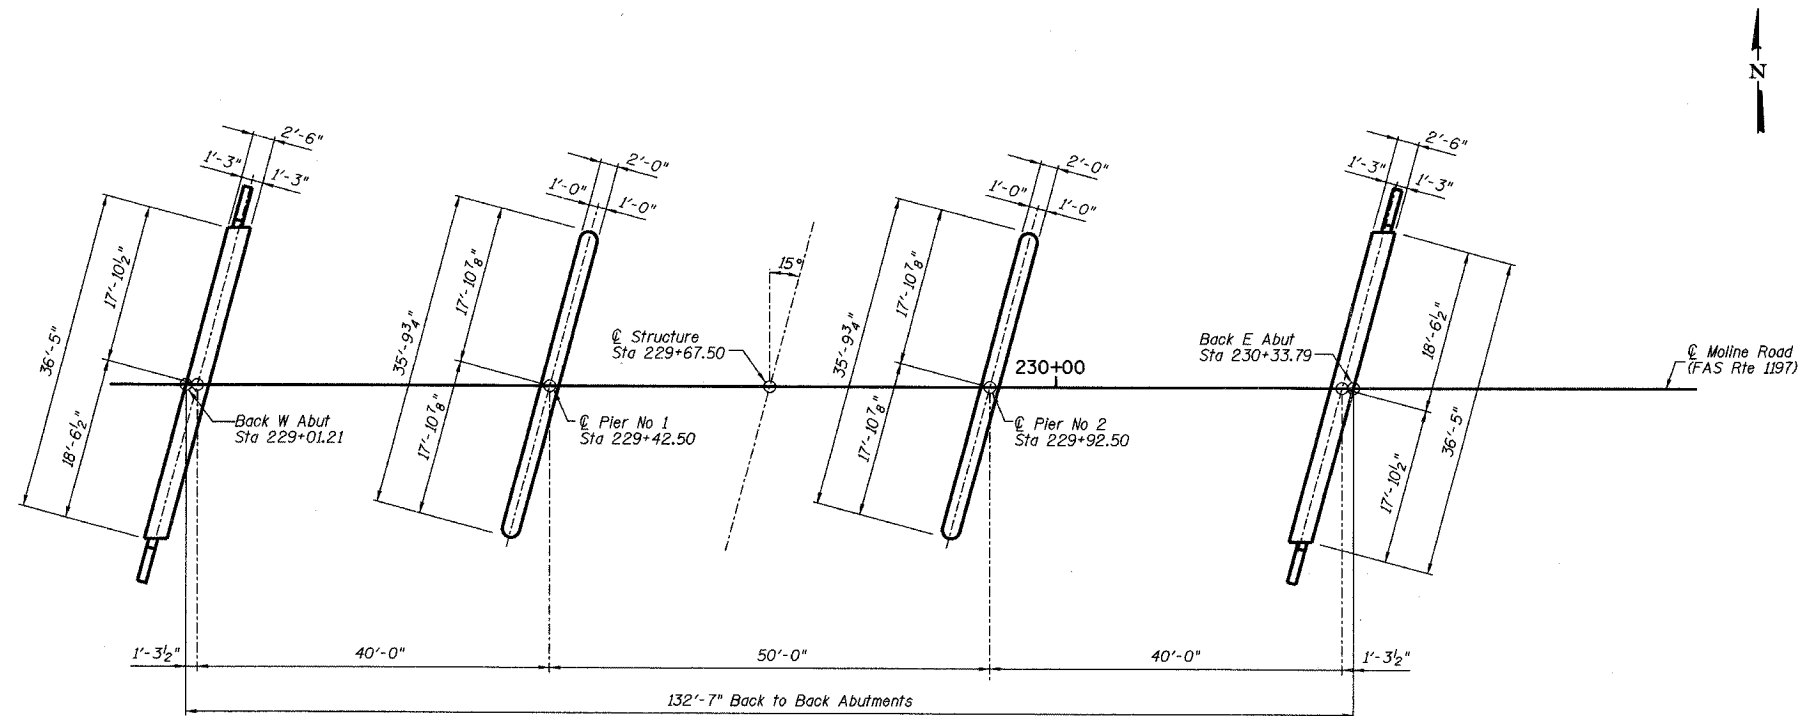 N
2'-6"
1'-3"
1'-3"
17'-10½"
36'-5"
18'-6½"
Back W Abut
Sta 229+01.21
2'-0"
1'-0"
1'-0"
17'-10⅞"
35'-9¾"
17'-10⅞"
℄ Pier No 1
Sta 229+42.50
15°
℄ Structure
Sta 229+67.50
2'-0"
1'-0"
1'-0"
17'-10⅞"
35'-9¾"
17'-10⅞"
℄ Pier No 2
Sta 229+92.50
230+00
Back E Abut
Sta 230+33.79
2'-6"
1'-3"
1'-3"
18'-6½"
36'-5"
17'-10½"
℄ Moline Road
(FAS Rte 1197)
1'-3½"
40'-0"
50'-0"
40'-0"
1'-3½"
132'-7" Back to Back Abutments